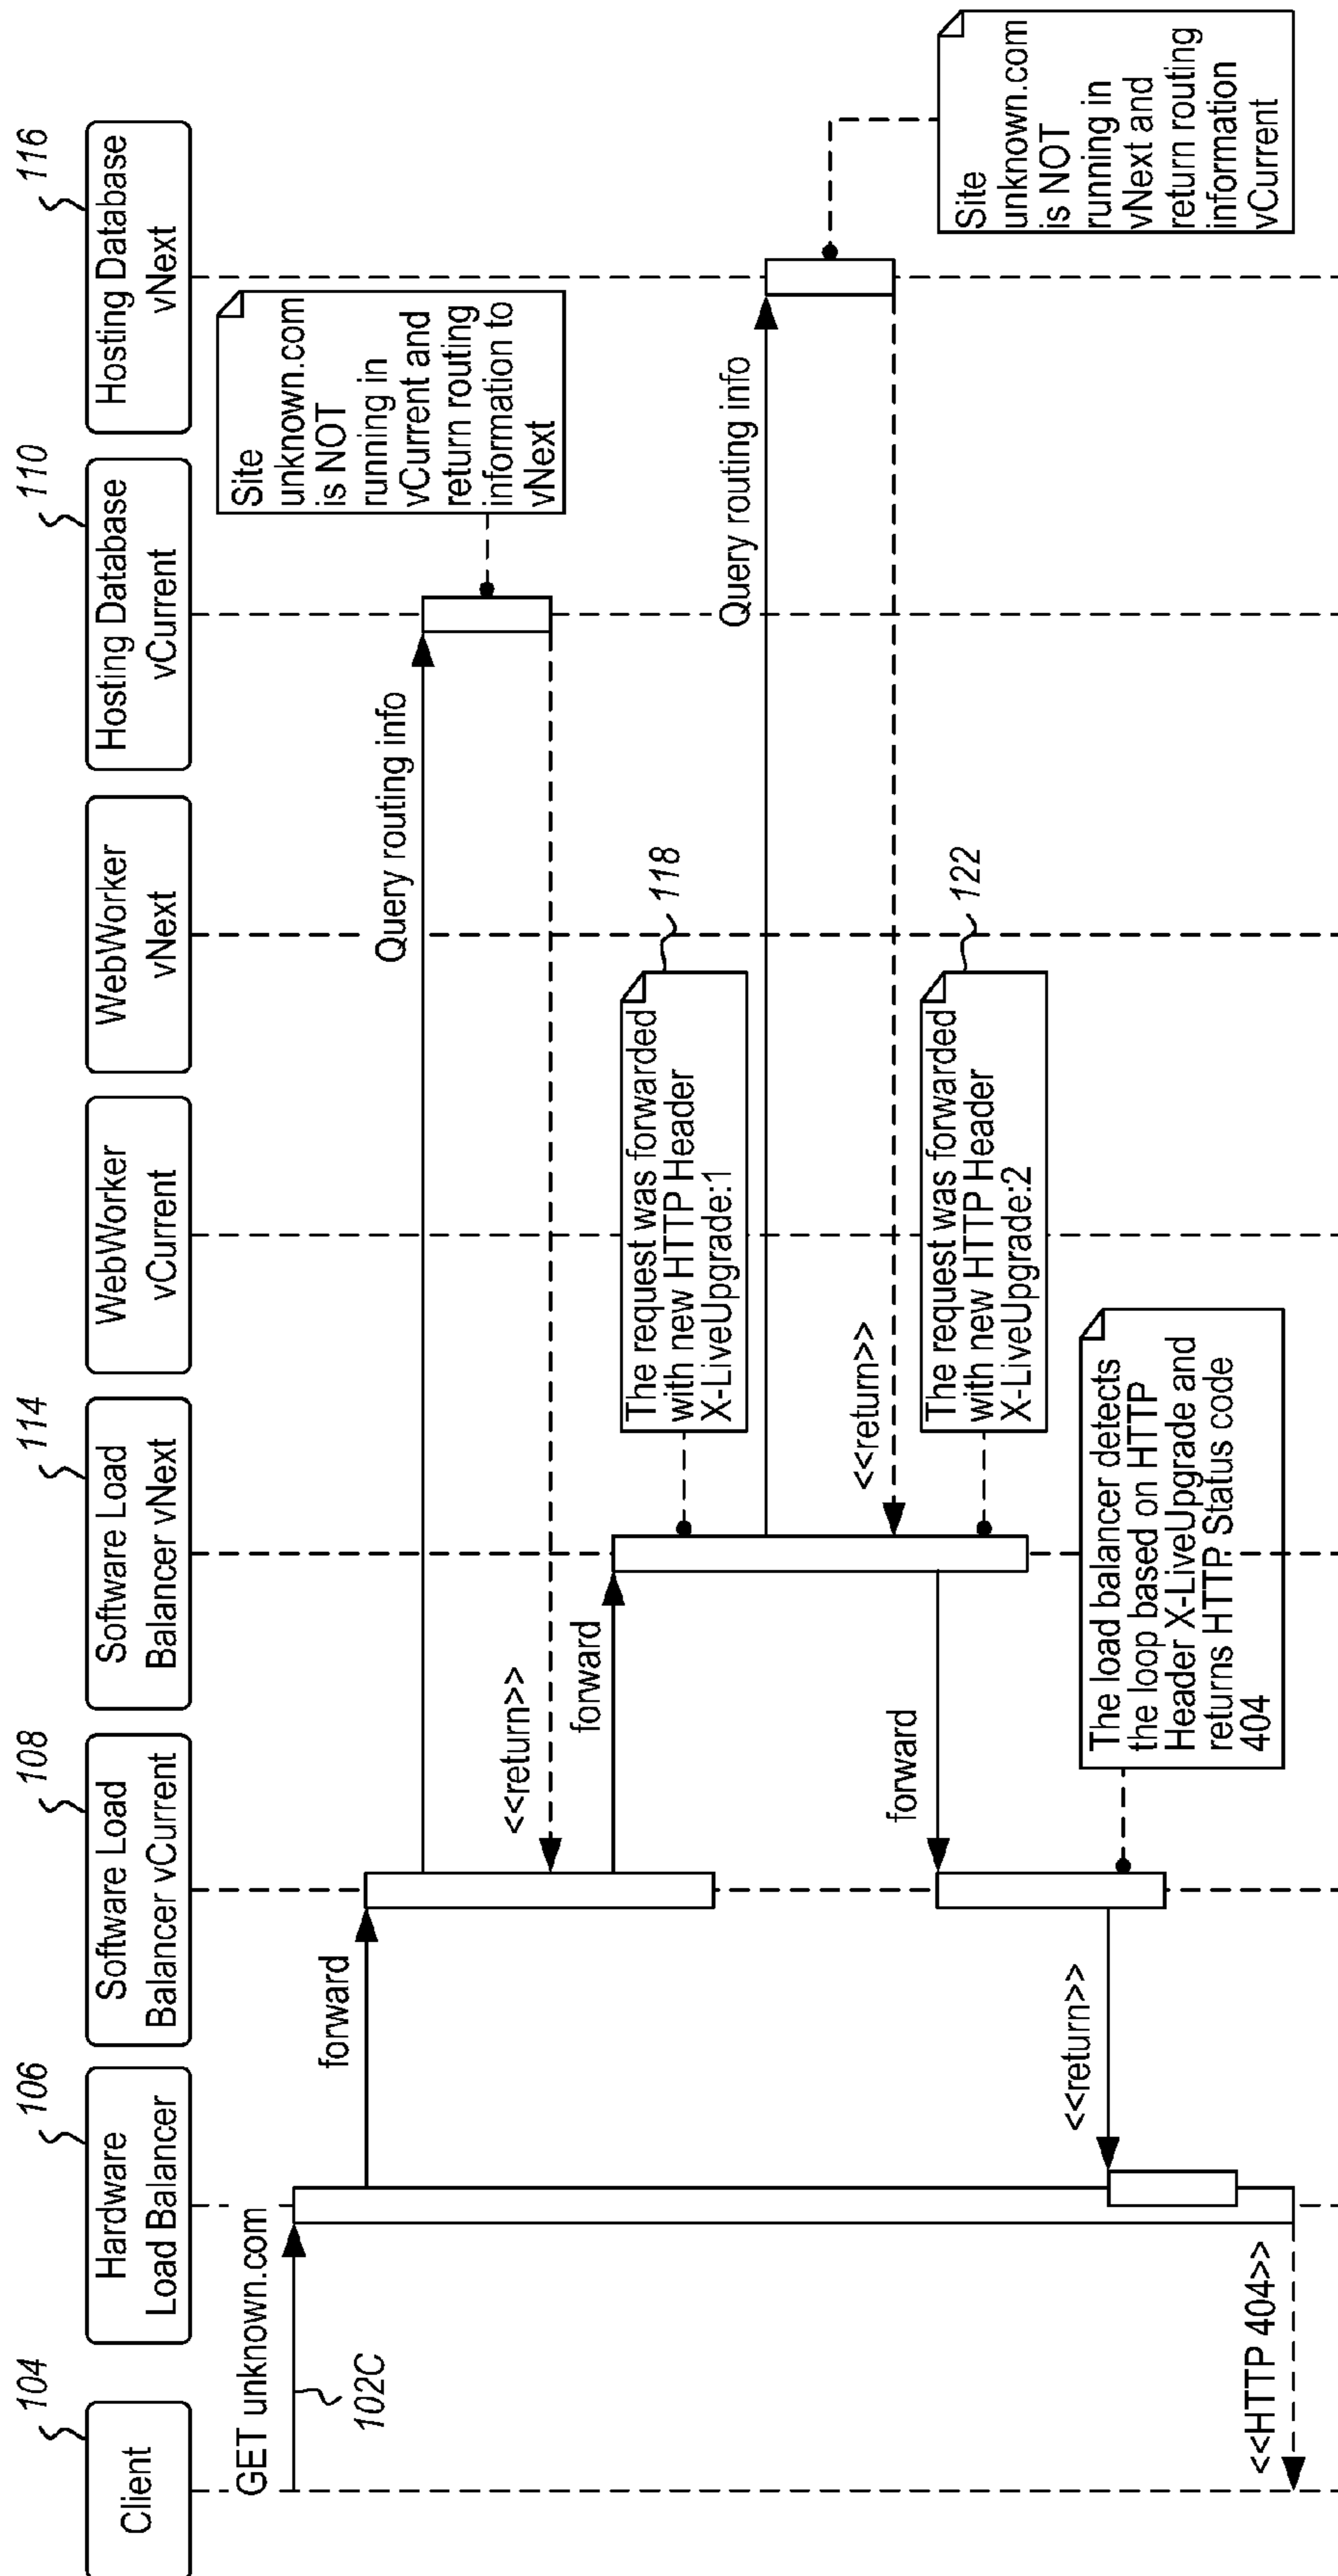 104
106
108
114
110
116
Client
Hardware
Load Balancer
Software Load
Balancer vCurrent
Software Load
Balancer vNext
WebWorker
vCurrent
WebWorker
vNext
Hosting Database
vCurrent
Hosting Database
vNext
GET unknown.com
102C
forward
Query routing info
Site
unknown.com
is NOT
running in
vCurrent and
return routing
information to
vNext
<<return>>
forward
The request was forwarded
with new HTTP Header
X-LiveUpgrade:1
118
Query routing info
Site
unknown.com
is NOT
running in
vNext and
return routing
information
vCurrent
<<return>>
forward
The request was forwarded
with new HTTP Header
X-LiveUpgrade:2
122
The load balancer detects
the loop based on HTTP
Header X-LiveUpgrade and
returns HTTP Status code
404
<<return>>
<<HTTP 404>>